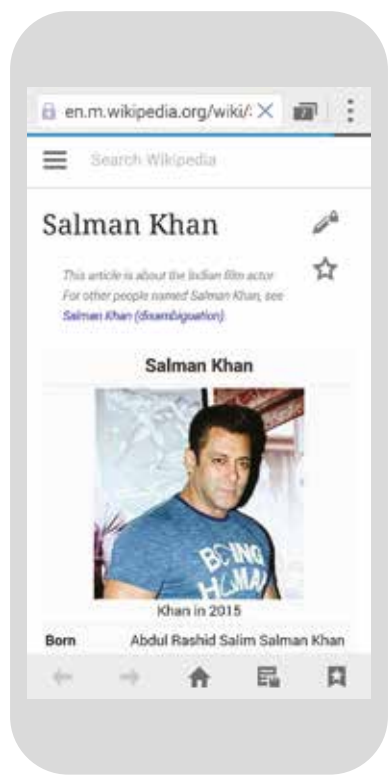 en.m.wikipedia.org/wiki/:
Search Wikipedia
Salman Khan
This article is about the Indian film actor
For other people named Salman Khan, see
Salman Khan (disambiguation)
Salman Khan
BEING
HUMAN
Khan in 2015
Born Abdul Rashid Salim Salman Khan